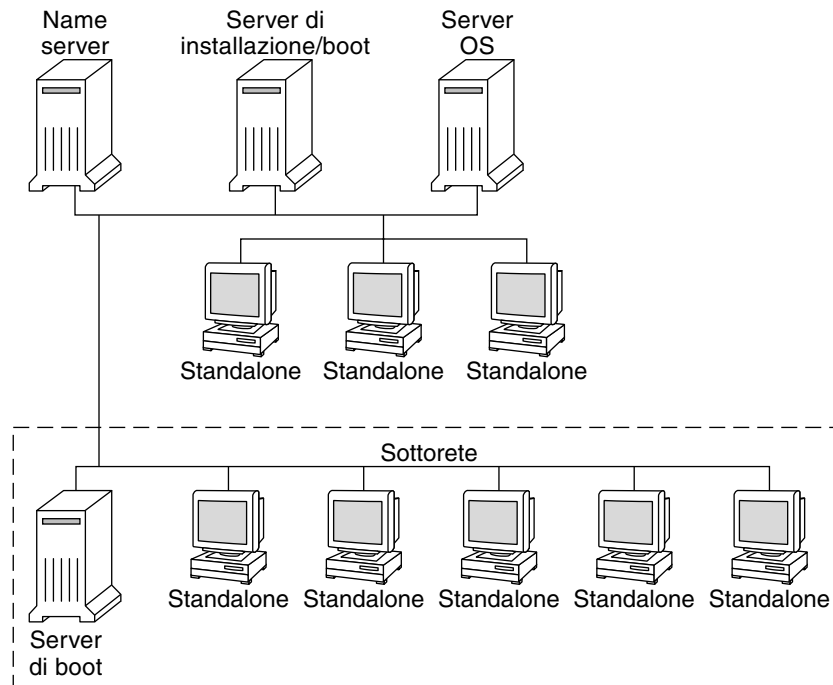 Name
server
Server di
installazione/boot
Server
OS
Standalone
Standalone
Standalone
Sottorete
Server
di boot
Standalone
Standalone
Standalone
Standalone
Standalone